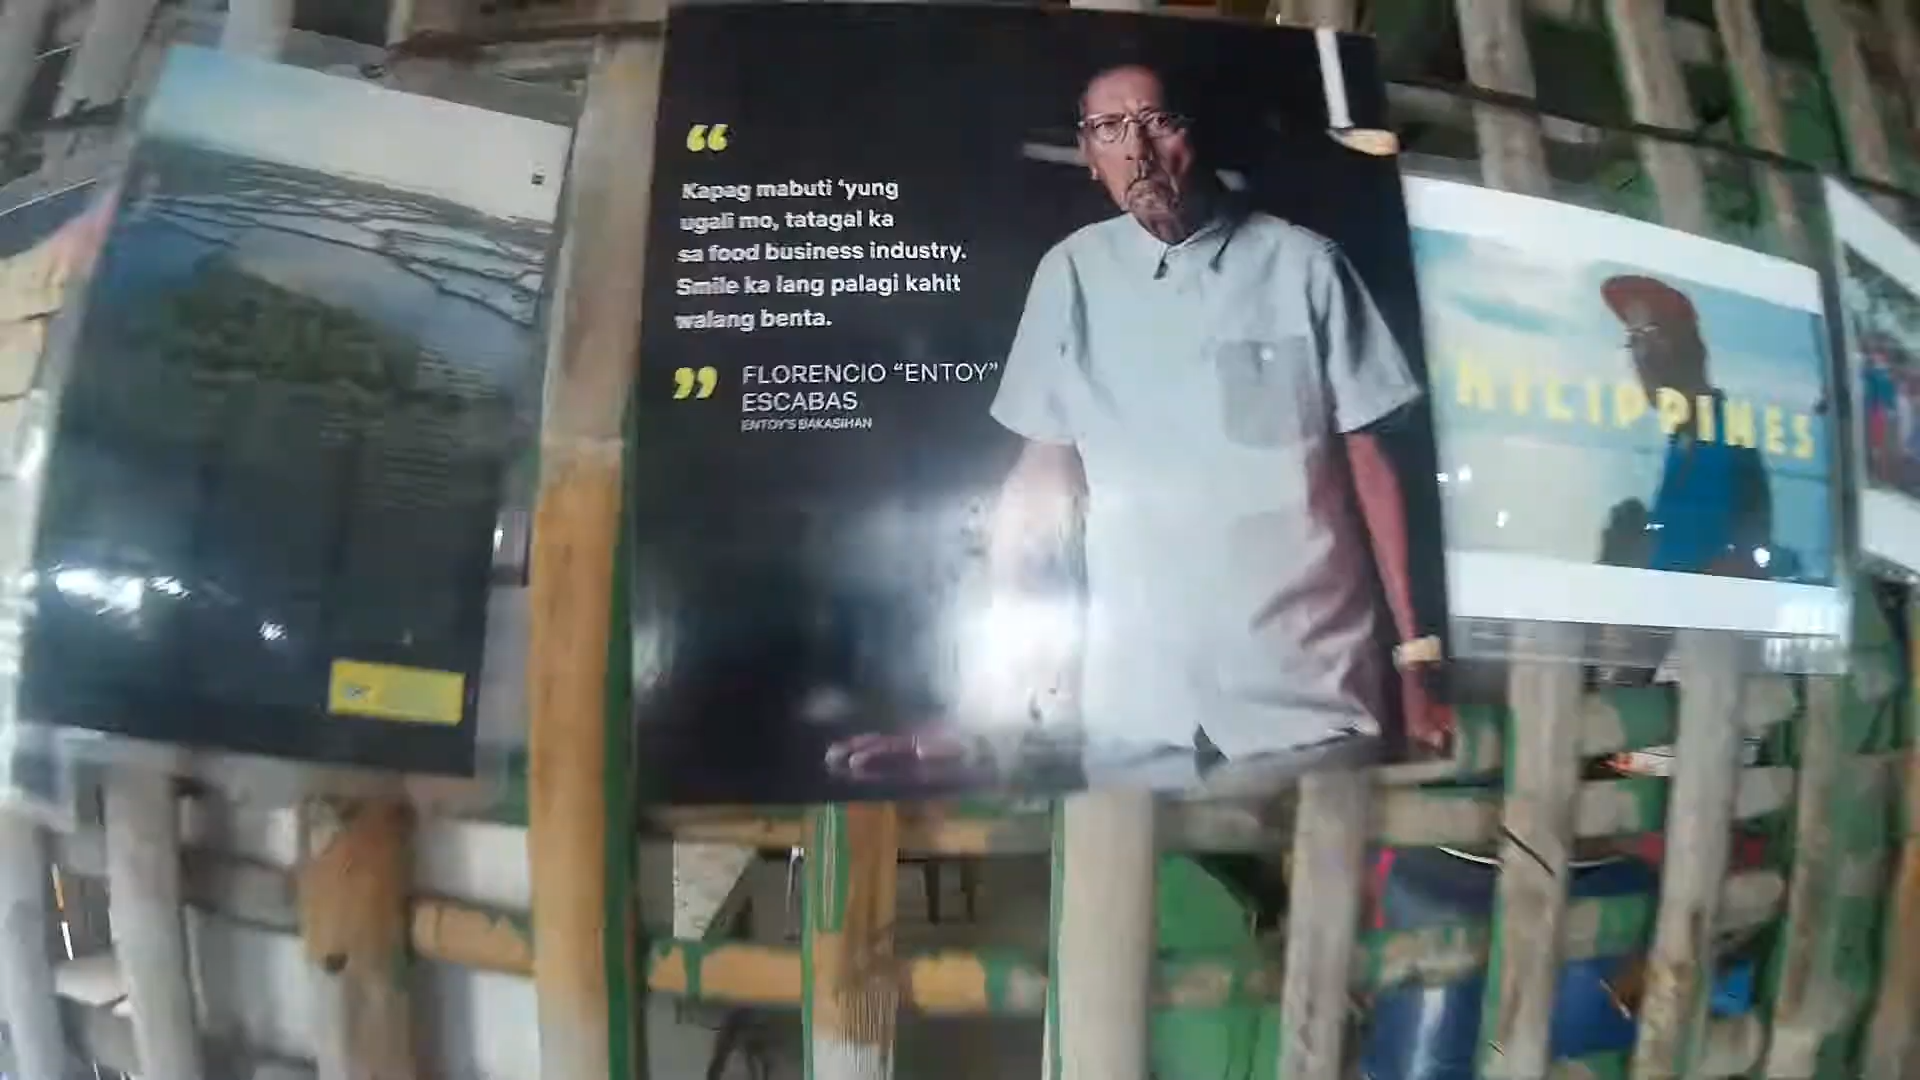 “
Kapag mabuti ‘yung
ugali mo, tatagal ka
sa food business industry.
Smile ka lang palagi kahit
walang benta.
”
FLORENCIO “ENTOY”
ESCABAS
ENTOY'S BAKASIHAN
HILIPPINES